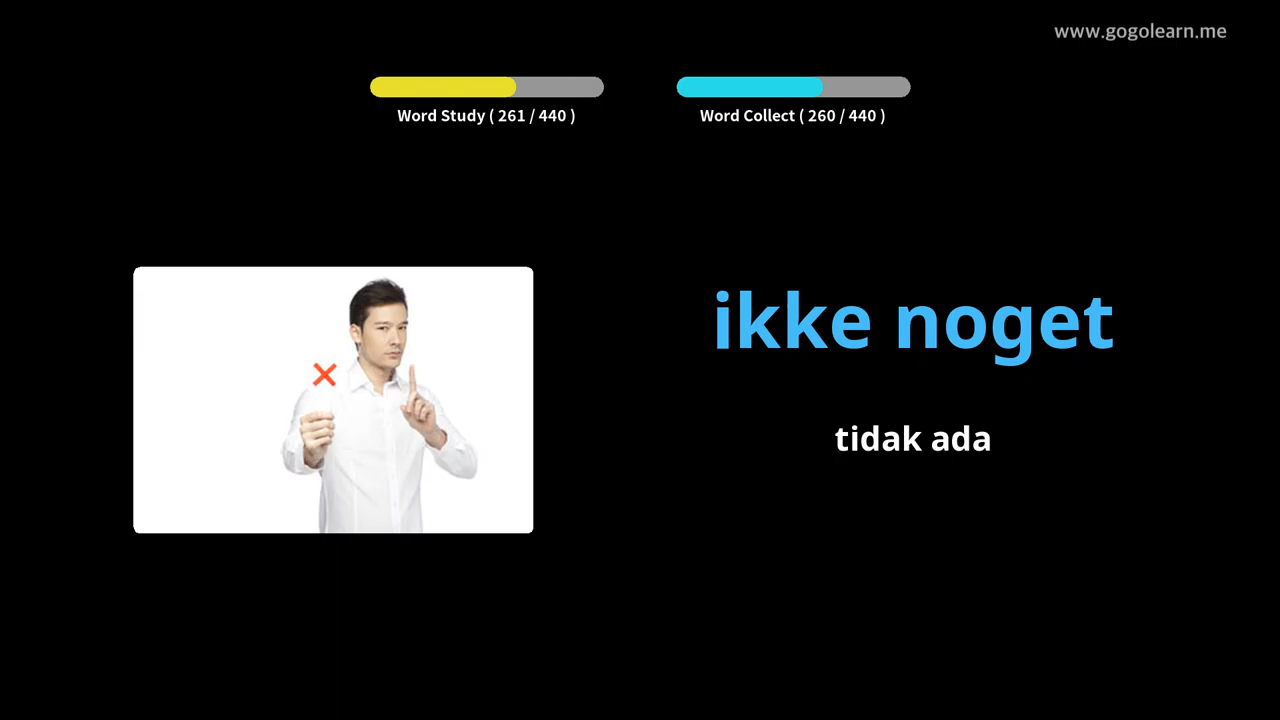 www.gogolearn.me
Word Study ( 261 / 440 )
Word Collect ( 260 / 440 )
ikke noget
tidak ada